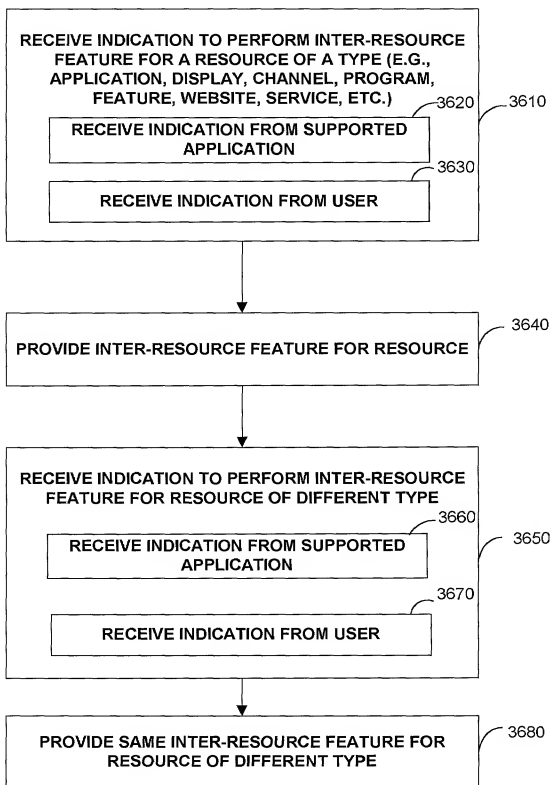 RECEIVE INDICATION TO PERFORM INTER-RESOURCE
FEATURE FOR A RESOURCE OF A TYPE (E.G.,
APPLICATION, DISPLAY, CHANNEL, PROGRAM,
FEATURE, WEBSITE, SERVICE, ETC.)
3620
3610
RECEIVE INDICATION FROM SUPPORTED
APPLICATION
3630
RECEIVE INDICATION FROM USER
3640
PROVIDE INTER-RESOURCE FEATURE FOR RESOURCE
RECEIVE INDICATION TO PERFORM INTER-RESOURCE
FEATURE FOR RESOURCE OF DIFFERENT TYPE
3660
3650
RECEIVE INDICATION FROM SUPPORTED
APPLICATION
3670
RECEIVE INDICATION FROM USER
3680
PROVIDE SAME INTER-RESOURCE FEATURE FOR
RESOURCE OF DIFFERENT TYPE